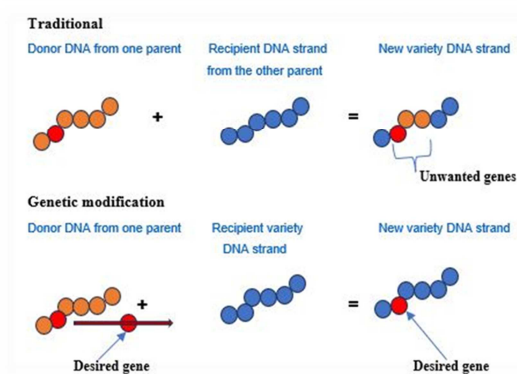 Traditional
Donor DNA from one parent
Recipient DNA strand
from the other parent
New variety DNA strand
+
=
Unwanted genes
Genetic modification
Donor DNA from one parent
Recipient variety
DNA strand
New variety DNA strand
+
=
Desired gene
Desired gene